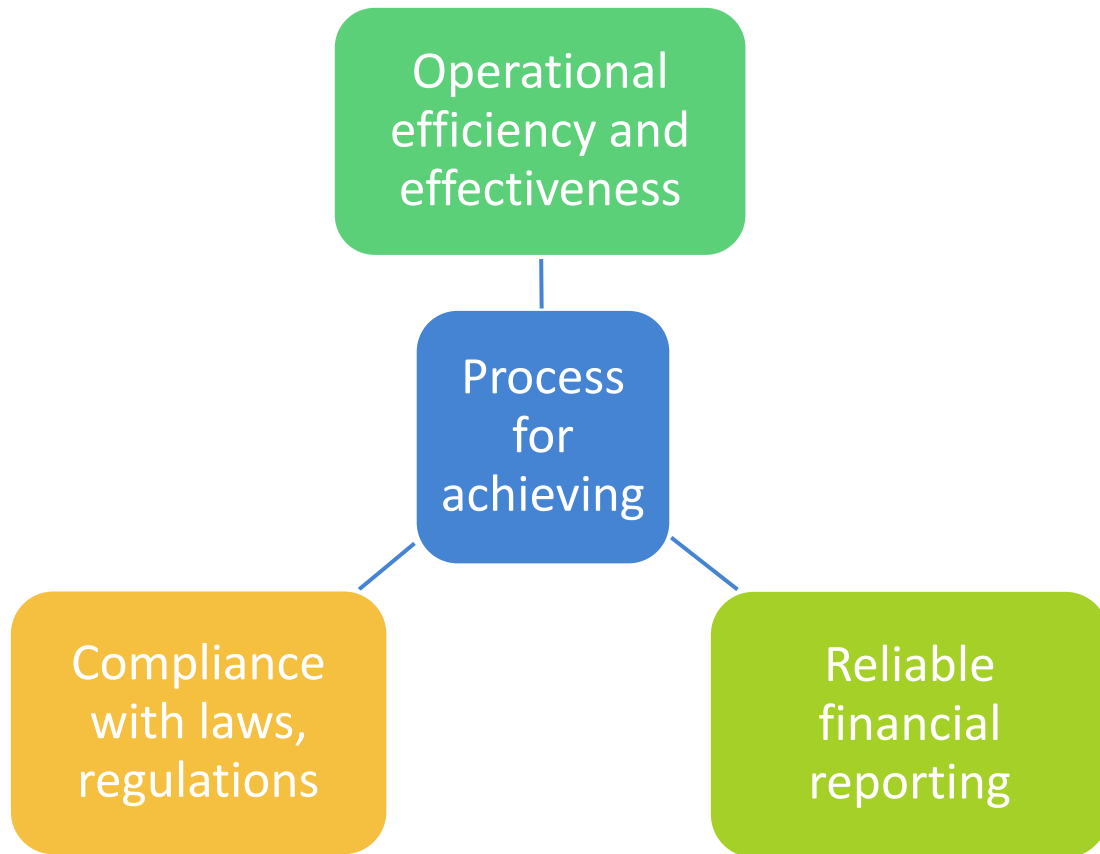 Operational
efficiency and
effectiveness
Process
for
achieving
Compliance
with laws,
regulations
Reliable
financial
reporting